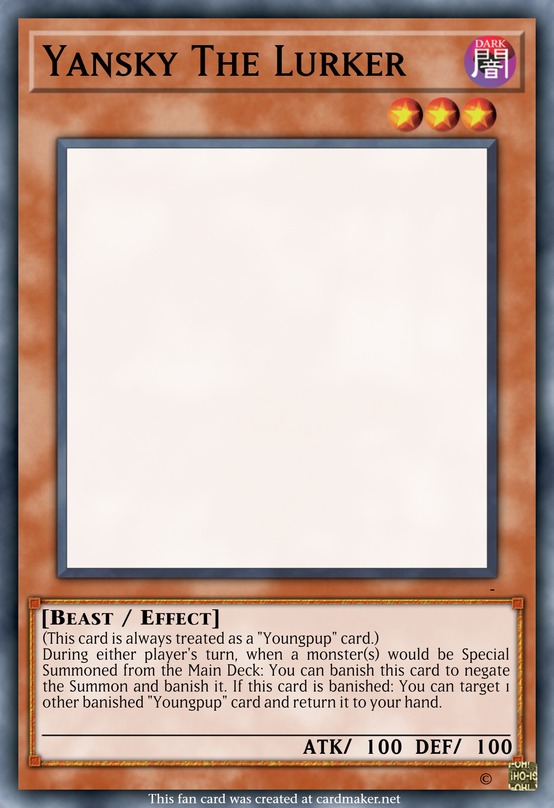 Yansky The Lurker
DARK
闇
-
[Beast / Effect]
(This card is always treated as a "Youngpup" card.)
During either player's turn, when a monster(s) would be Special
Summoned from the Main Deck: You can banish this card to negate
the Summon and banish it. If this card is banished: You can target 1
other banished "Youngpup" card and return it to your hand.
ATK/ 100 DEF/ 100
©
This fan card was created at cardmaker.net